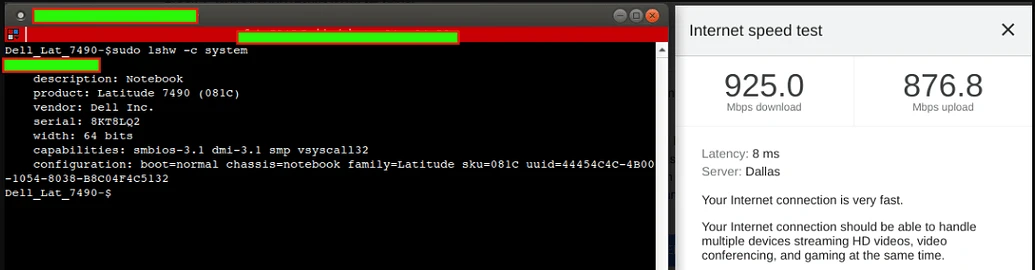 Dell_Lat_7490-$sudo lshw -c system
description: Notebook
product: Latitude 7490 (081C)
vendor: Dell Inc.
serial: 8KT8LQ2
width: 64 bits
capabilities: smbios-3.1 dmi-3.1 smp vsyscall32
configuration: boot=normal chassis=notebook family=Latitude sku=081C uuid=44454C4C-4B00
-1054-8038-B8C04F4C5132
Dell_Lat_7490-$
Internet speed test
925.0
Mbps download
876.8
Mbps upload
Latency: 8 ms
Server: Dallas
Your Internet connection is very fast.
Your Internet connection should be able to handle
multiple devices streaming HD videos, video
conferencing, and gaming at the same time.